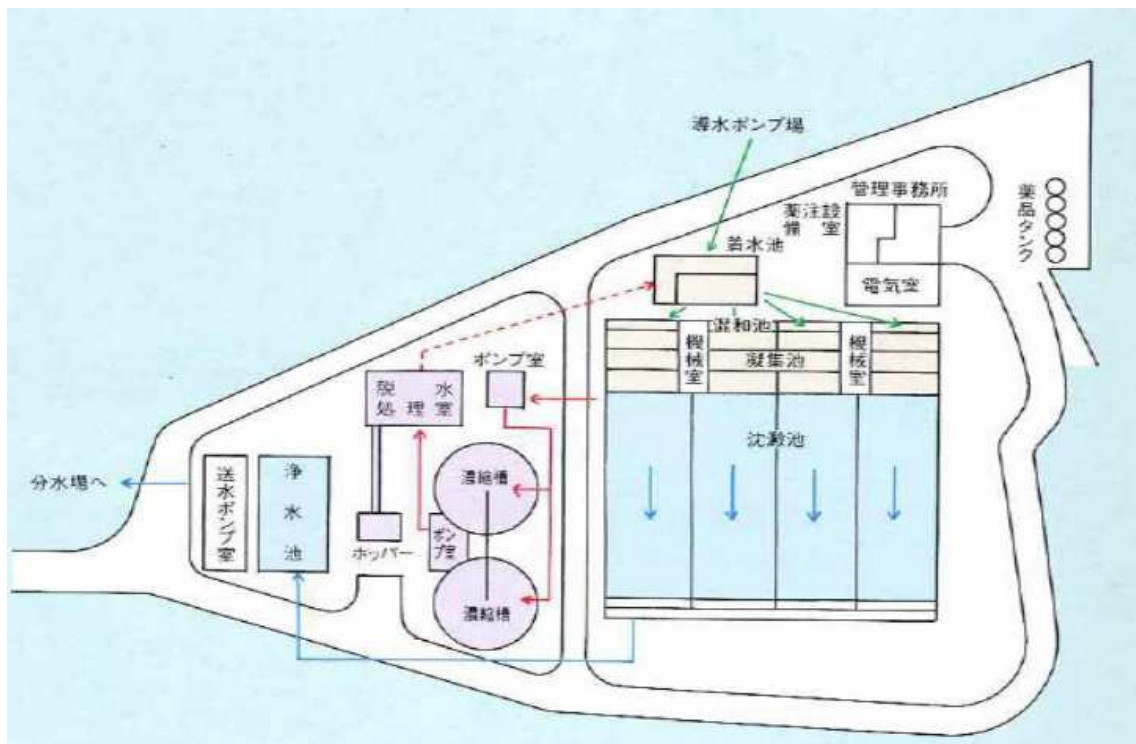 導水ポンプ場
管理事務所
薬注設
備室
薬品タンク
着水池
電気室
混和池
機械室
凝集池
機械室
ポンプ室
脱水
処理室
沈澱池
分水場へ
送水ポンプ室
浄水池
濃縮槽
ポンプ室
ホッパー
濃縮槽